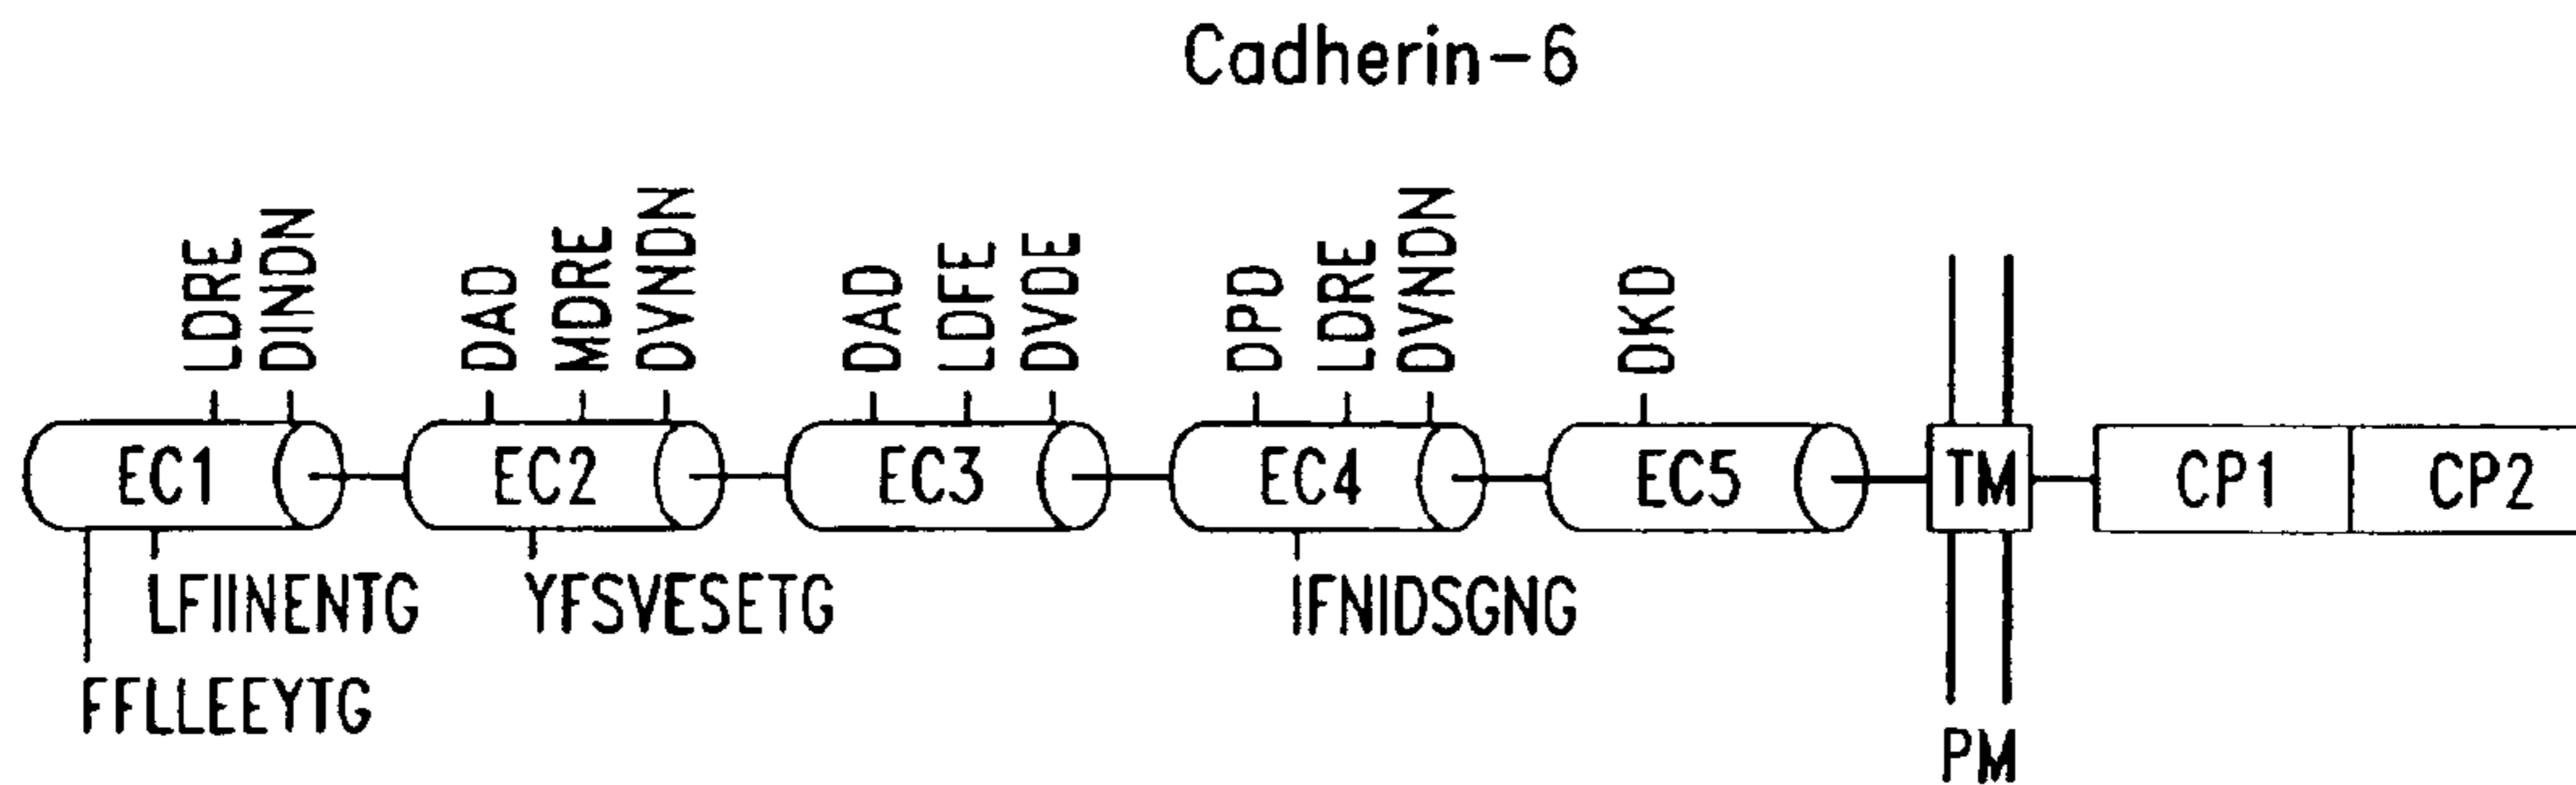 Cadherin-6
LDRE
DINDN
DAD
MDRE
DVNDN
DAD
LDFE
DVDE
DPD
LDRE
DVNDN
DKD
EC1
EC2
EC3
EC4
EC5
TM
CP1
CP2
LFIINENTG
YFSVESETG
IFNIDSGNG
FFLLEEYTG
PM